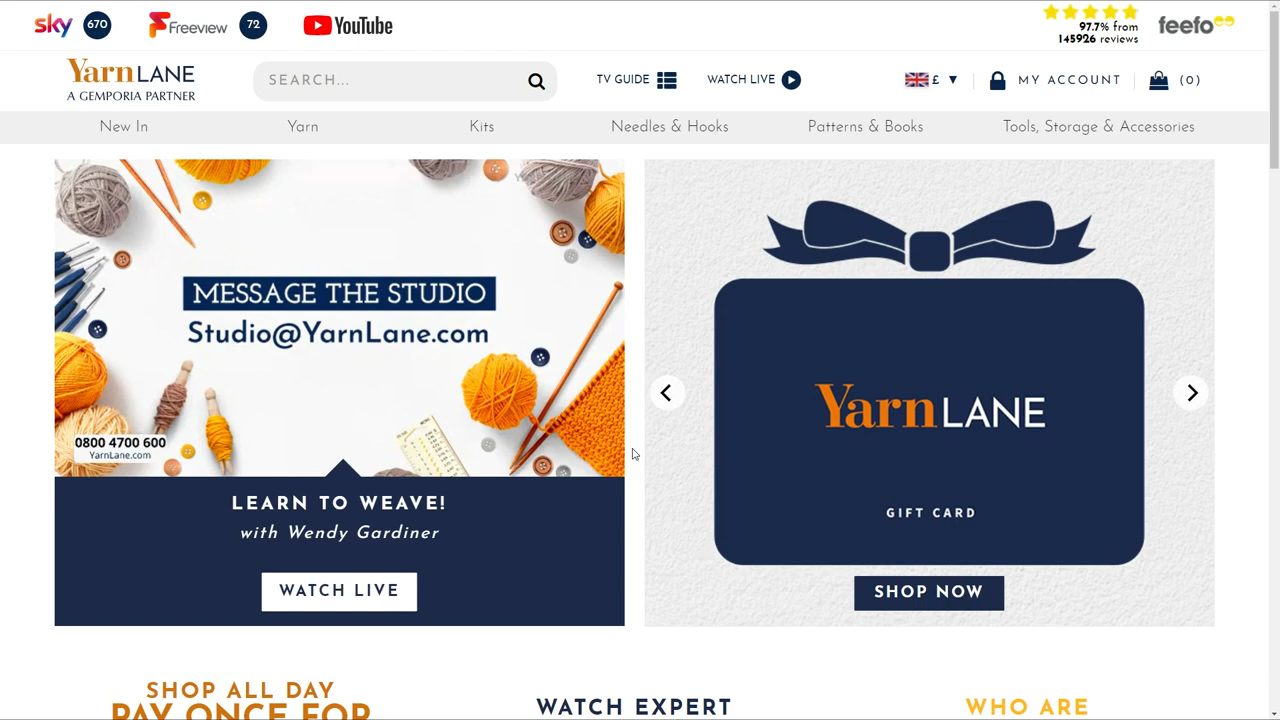 sky 670 Freeview 72 YouTube
97.7% from
145926 reviews
feefo
Yarn LANE
A GEMPORIA PARTNER
SEARCH...
TV GUIDE
WATCH LIVE
£ ▼
MY ACCOUNT
(0)
New In
Yarn
Kits
Needles & Hooks
Patterns & Books
Tools, Storage & Accessories
MESSAGE THE STUDIO
Studio@YarnLane.com
0800 4700 600
YarnLane.com
LEARN TO WEAVE!
with Wendy Gardiner
WATCH LIVE
Yarn LANE
GIFT CARD
SHOP NOW
SHOP ALL DAY
PAY ONCE FOR
WATCH EXPERT
WHO ARE